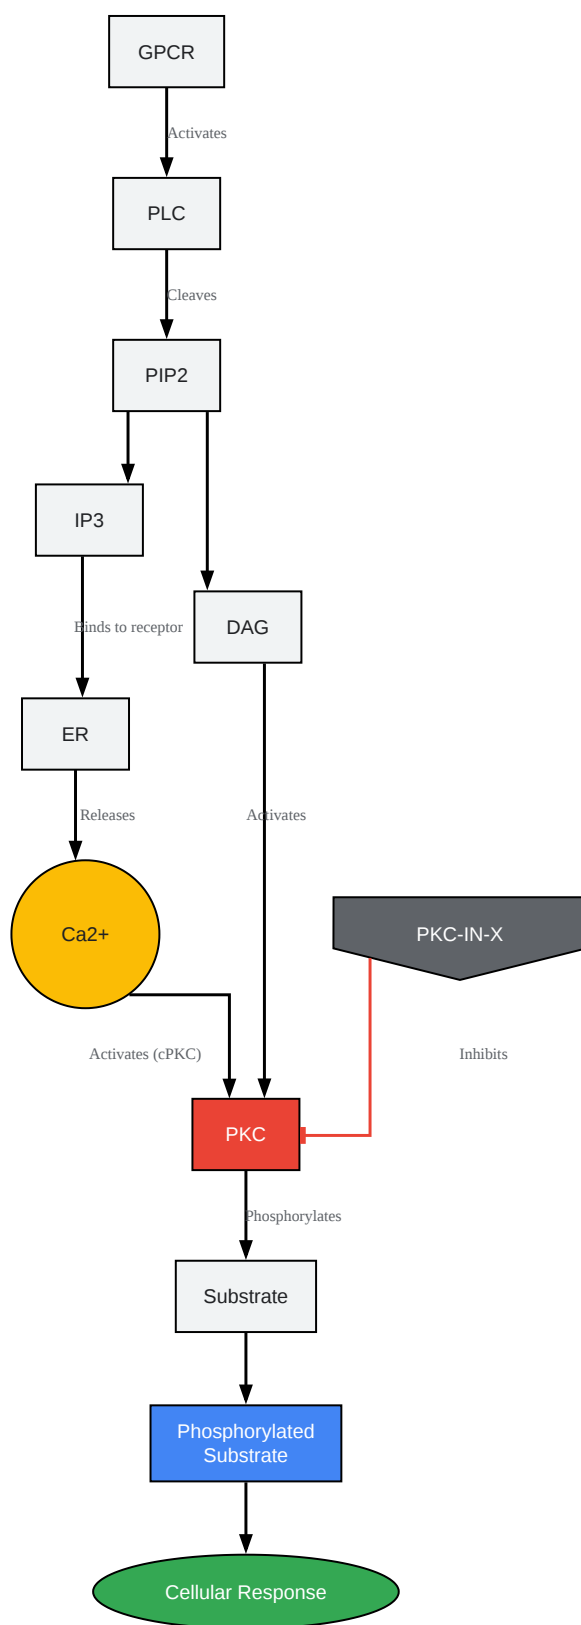 GPCR
Activates
PLC
Cleaves
PIP2
IP3
Binds to receptor
DAG
ER
Releases
Activates
Ca2+
PKC-IN-X
Activates (cPKC)
Inhibits
PKC
Phosphorylates
Substrate
Phosphorylated
Substrate
Cellular Response